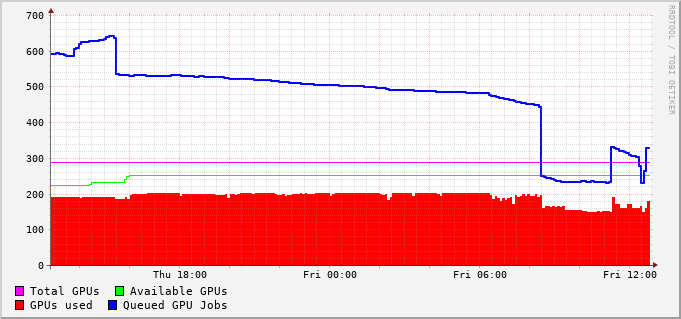 700
600
500
400
300
200
100
0
Thu 18:00 Fri 00:00 Fri 06:00 Fri 12:00
Total GPUs Available GPUs
GPUs used Queued GPU Jobs
RRDTOOL / TOBI OETIKER